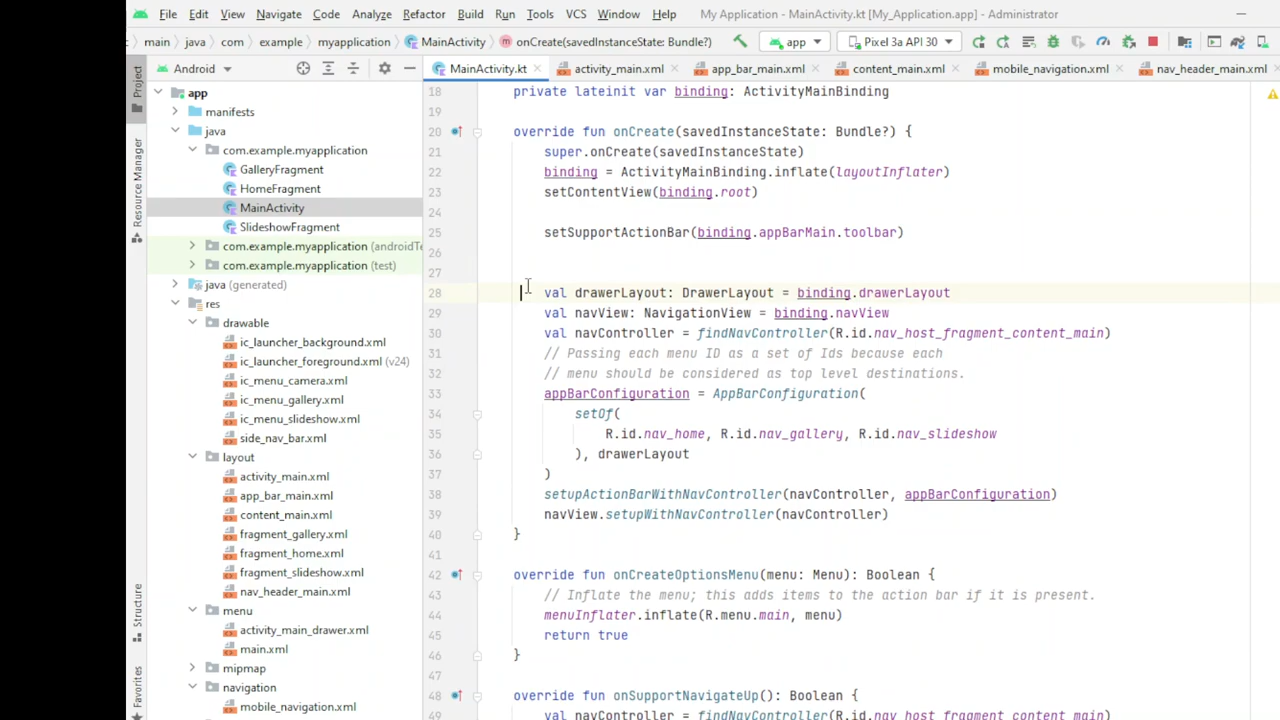 File Edit View Navigate Code Analyze Refactor Build Run Tools VCS Window Help My Application - MainActivity.kt [My_Application.app] - Administrator
main java com example myapplication MainActivity onCreate(savedInstanceState: Bundle?) app Pixel 3a API 30
Android MainActivity.kt activity_main.xml app_bar_main.xml content_main.xml mobile_navigation.xml nav_header_main.xml
Project
Resource Manager
Structure
Favorites
app
manifests
java
com.example.myapplication
GalleryFragment
HomeFragment
MainActivity
SlideshowFragment
com.example.myapplication (androidTe
com.example.myapplication (test)
java (generated)
res
drawable
ic_launcher_background.xml
ic_launcher_foreground.xml (v24)
ic_menu_camera.xml
ic_menu_gallery.xml
ic_menu_slideshow.xml
side_nav_bar.xml
layout
activity_main.xml
app_bar_main.xml
content_main.xml
fragment_gallery.xml
fragment_home.xml
fragment_slideshow.xml
nav_header_main.xml
menu
activity_main_drawer.xml
main.xml
mipmap
navigation
mobile_navigation.xml
18 private lateinit var binding: ActivityMainBinding
19
20 override fun onCreate(savedInstanceState: Bundle?) {
21 super.onCreate(savedInstanceState)
22 binding = ActivityMainBinding.inflate(layoutInflater)
23 setContentView(binding.root)
24
25 setSupportActionBar(binding.appBarMain.toolbar)
26
27
28 val drawerLayout: DrawerLayout = binding.drawerLayout
29 val navView: NavigationView = binding.navView
30 val navController = findNavController(R.id.nav_host_fragment_content_main)
31 // Passing each menu ID as a set of Ids because each
32 // menu should be considered as top level destinations.
33 appBarConfiguration = AppBarConfiguration(
34 setOf(
35 R.id.nav_home, R.id.nav_gallery, R.id.nav_slideshow
36 ), drawerLayout
37 )
38 setupActionBarWithNavController(navController, appBarConfiguration)
39 navView.setupWithNavController(navController)
40 }
41
42 override fun onCreateOptionsMenu(menu: Menu): Boolean {
43 // Inflate the menu; this adds items to the action bar if it is present.
44 menuInflater.inflate(R.menu.main, menu)
45 return true
46 }
47
48 override fun onSupportNavigateUp(): Boolean {
49 val navController = findNavController(R.id.nav_host_fragment_content_main)